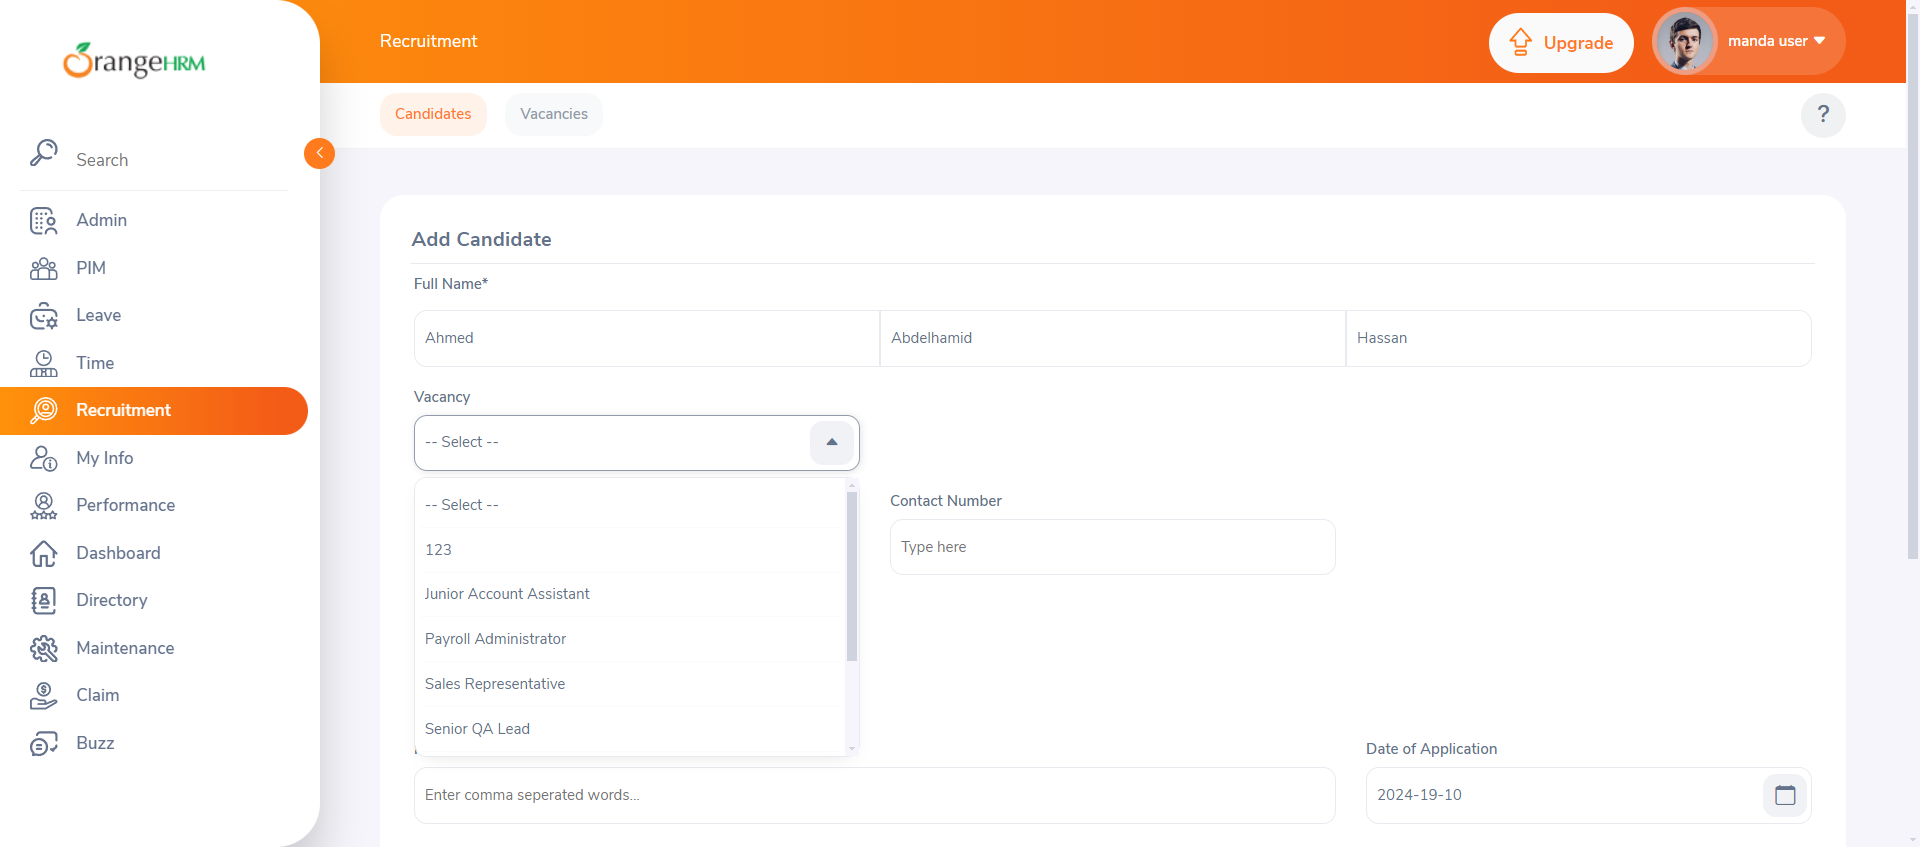 OrangeHRM
Recruitment
Upgrade
manda user
Candidates
Vacancies
?
Search
Admin
PIM
Leave
Time
Recruitment
My Info
Performance
Dashboard
Directory
Maintenance
Claim
Buzz
Add Candidate
Full Name*
Ahmed
Abdelhamid
Hassan
Vacancy
-- Select --
-- Select --
123
Junior Account Assistant
Payroll Administrator
Sales Representative
Senior QA Lead
Contact Number
Type here
Enter comma seperated words...
Date of Application
2024-19-10